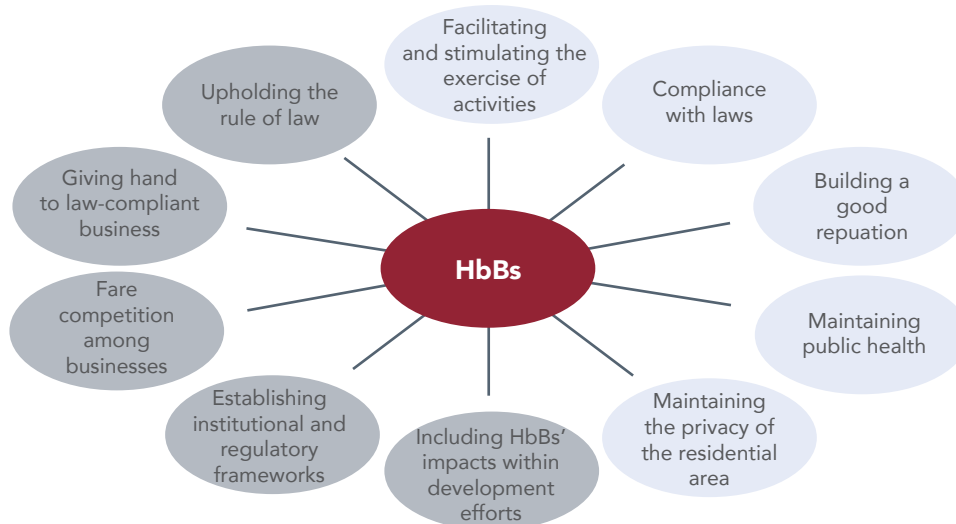 Facilitating
and stimulating the
exercise of
activities
Upholding the
rule of law
Compliance
with laws
Giving hand
to law-compliant
business
Building a
good
repuation
HbBs
Fare
competition
among
businesses
Maintaining
public health
Establishing
institutional and
regulatory
frameworks
Including HbBs'
impacts within
development
efforts
Maintaining
the privacy of
the residential
area